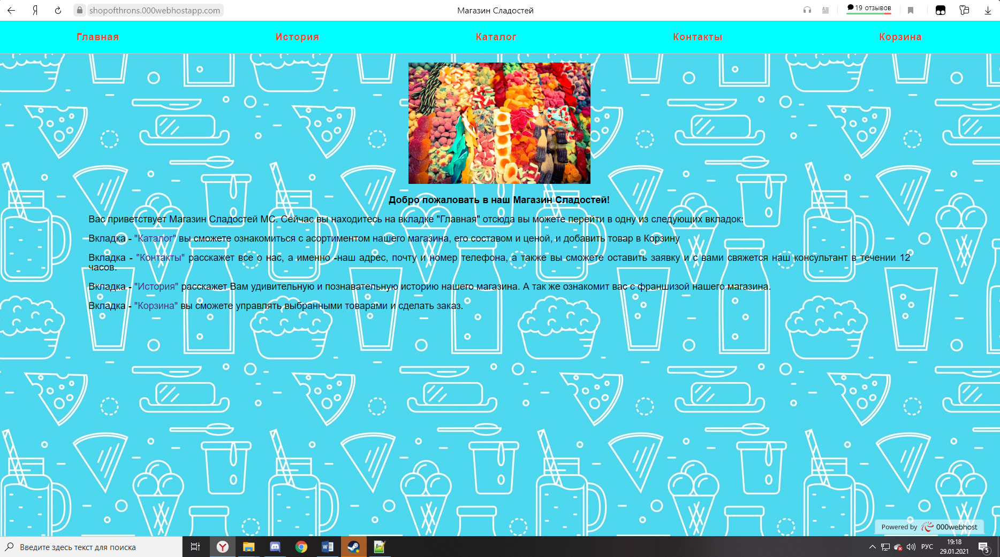 shopofthrons.000webhostapp.com
Магазин Сладостей
19 отзывов
Главная
История
Каталог
Контакты
Корзина
Добро пожаловать в наш Магазин Сладостей!
Вас приветствует Магазин Сладостей МС. Сейчас вы находитесь на вкладке "Главная" отсюда вы можете перейти в одну из следующих вкладок:
Вкладка - "Каталог" вы сможете ознакомиться с асортиментом нашего магазина, его составом и ценой, и добавить товар в Корзину
Вкладка - "Контакты" расскажет все о нас, а именно -наш адрес, почту и номер телефона, а также вы сможете оставить заявку и с вами свяжется наш консультант в течении 12
часов.
Вкладка - "История" расскажет Вам удивительную и познавательную историю нашего магазина. А так же ознакомит вас с франшизой нашего магазина.
Вкладка - "Корзина" вы сможете управлять выбранными товарами и сделать заказ.
Powered by 000webhost
Введите здесь текст для поиска
РУС
19:18
29.01.2021
5